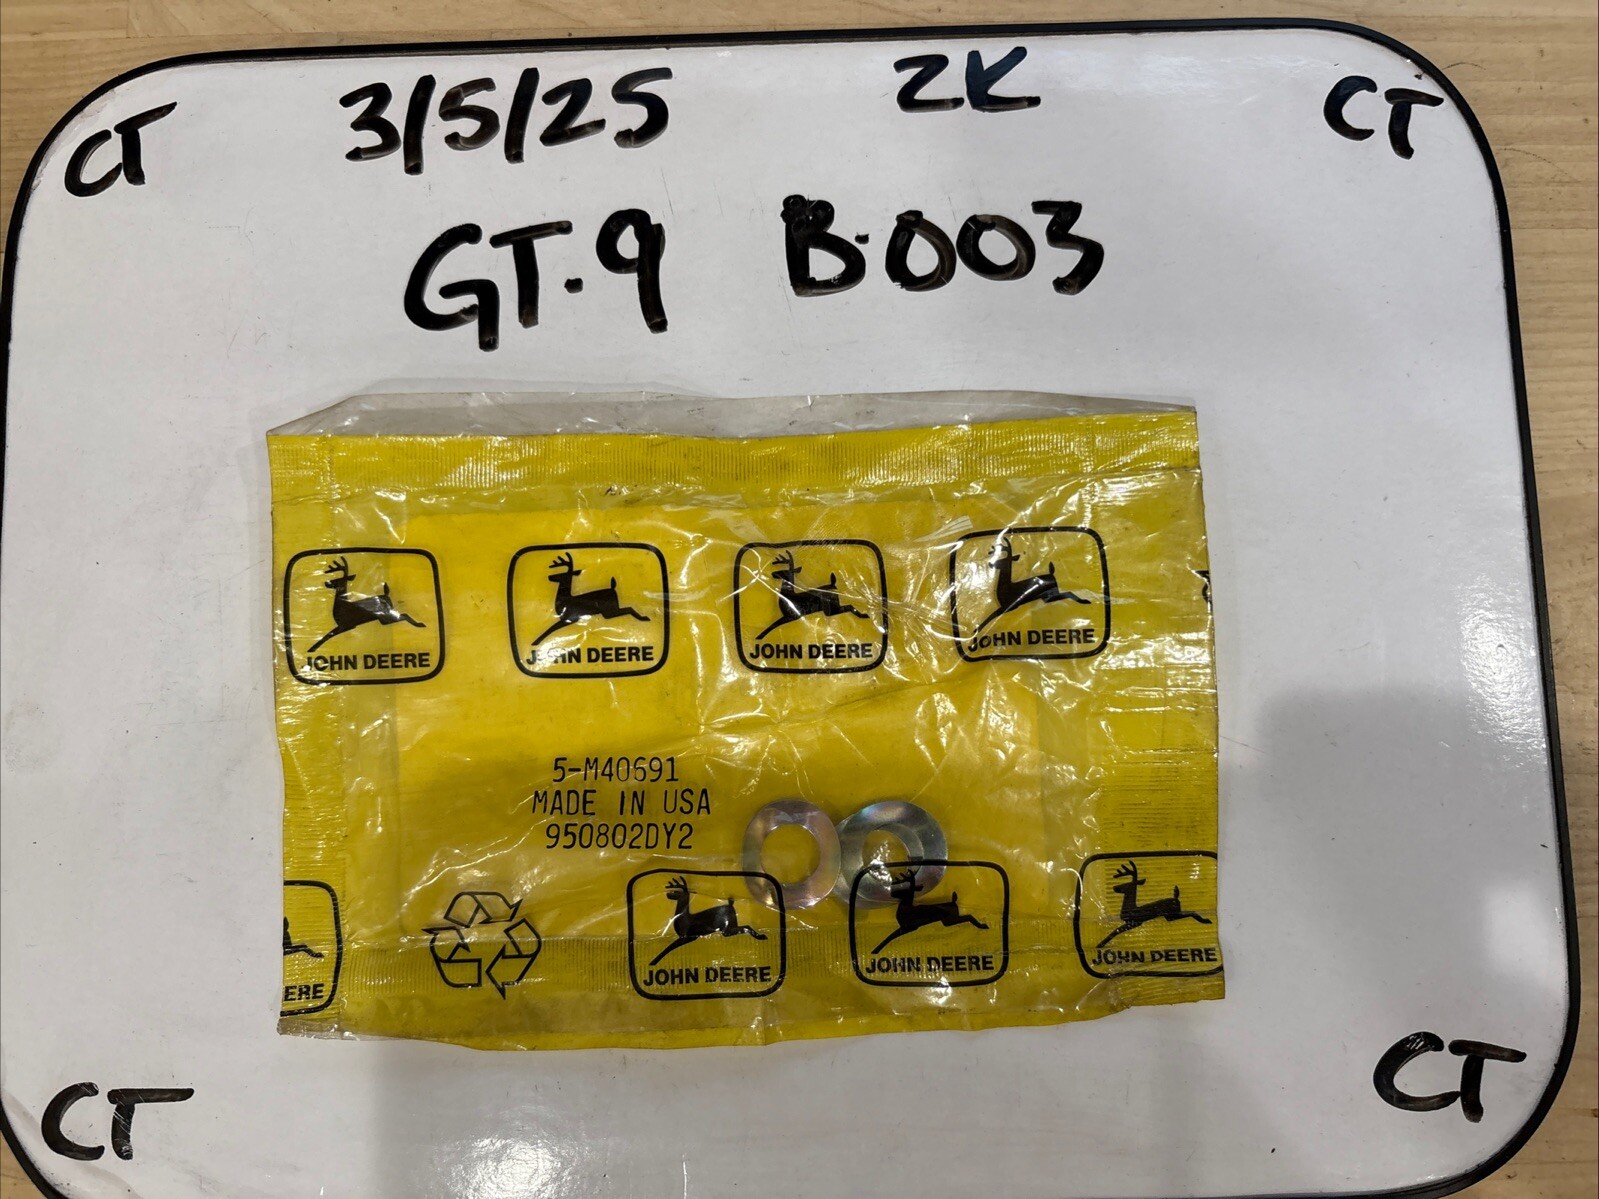 CT 3/5/25 2K CT
GT.9 B.003
JOHN DEERE JOHN DEERE JOHN DEERE JOHN DEERE
5-M40691
MADE IN USA
950802DY2
ERE JOHN DEERE JOHN DEERE JOHN DEERE
CT CT